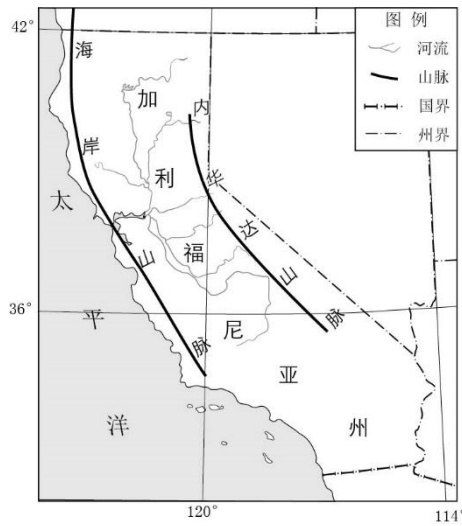 42°
图 例
河流
山脉
国界
州界
海岸山脉
加利福尼亚州
内华达山脉
太平洋
36°
120°
114°